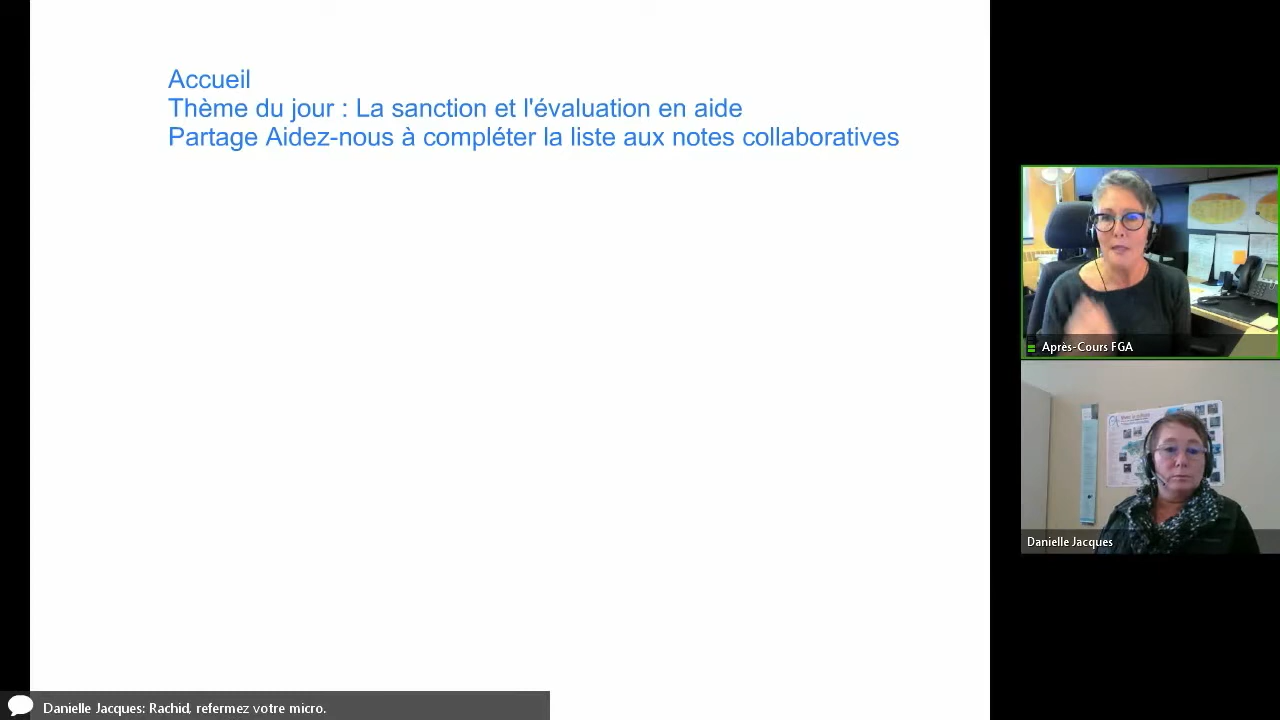 Accueil
Thème du jour : La sanction et l'évaluation en aide
Partage Aidez-nous à compléter la liste aux notes collaboratives
Après-Cours FGA
Danielle Jacques
Danielle Jacques: Rachid, refermez votre micro.